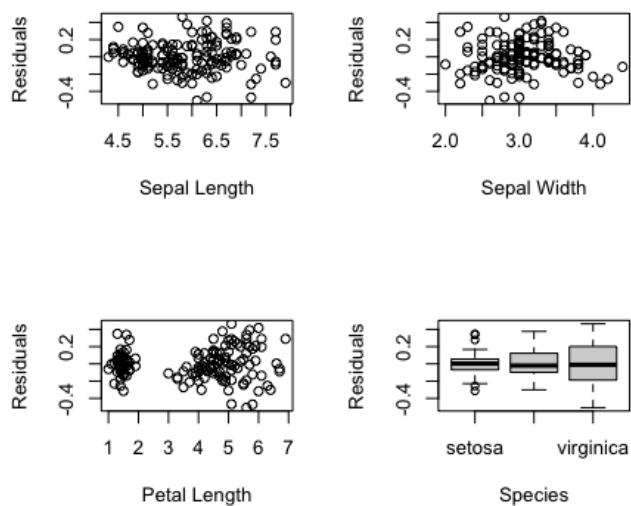 Residuals
0.2
-0.4
4.5 5.5 6.5 7.5
Sepal Length
Residuals
0.2
-0.4
2.0 3.0 4.0
Sepal Width
Residuals
0.2
-0.4
1 2 3 4 5 6 7
Petal Length
Residuals
0.2
-0.4
setosa virginica
Species